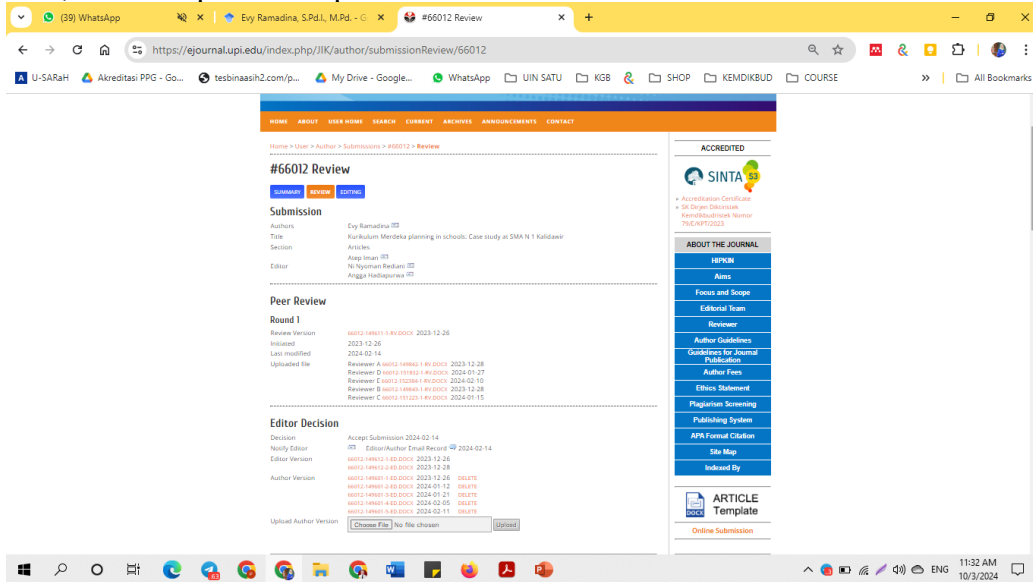 (39) WhatsApp
Evy Ramadina, S.Pd.I., M.Pd. - G
#66012 Review
https://ejournal.upi.edu/index.php/JIK/author/submissionReview/66012
U-SARaH
Akreditasi PPG - Go...
tesbinaasih2.com/p...
My Drive - Google...
WhatsApp
UIN SATU
KGB
SHOP
KEMDIKBUD
COURSE
All Bookmarks
HOME ABOUT USER HOME SEARCH CURRENT ARCHIVES ANNOUNCEMENTS CONTACT
Home > User > Author > Submissions > #66012 > Review
#66012 Review
SUMMARY REVIEW EDITING
Submission
Authors Evy Ramadina
Title Kurikulum Merdeka planning in schools: Case study at SMA N 1 Kalidawir
Section Articles
Editor Asep Iman
Ni Nyoman Rediani
Angga Hadiapurwa
Peer Review
Round 1
Review Version 66012-149611-1-RV.DOCX 2023-12-26
Initiated 2023-12-26
Last modified 2024-02-14
Uploaded file Reviewer A 66012-149842-1-RV.DOCX 2023-12-28
Reviewer D 66012-151832-1-RV.DOCX 2024-01-27
Reviewer E 66012-152384-1-RV.DOCX 2024-02-10
Reviewer B 66012-149843-1-RV.DOCX 2023-12-28
Reviewer C 66012-151223-1-RV.DOCX 2024-01-15
Editor Decision
Decision Accept Submission 2024-02-14
Notify Editor Editor/Author Email Record 2024-02-14
Editor Version 66012-149612-1-ED.DOCX 2023-12-26
66012-149612-2-ED.DOCX 2023-12-28
Author Version 66012-149681-1-ED.DOCX 2023-12-26 DELETE
66012-149681-2-ED.DOCX 2024-01-12 DELETE
66012-149681-3-ED.DOCX 2024-01-21 DELETE
66012-149681-4-ED.DOCX 2024-02-05 DELETE
66012-149681-5-ED.DOCX 2024-02-11 DELETE
Upload Author Version Choose File No file chosen Upload
ACCREDITED
SINTA S3
Accreditation Certificate
SK Dirjen Diktiristek
Kemdikbudristek Nomor
79/E/KPT/2023
ABOUT THE JOURNAL
HIPKIN
Aims
Focus and Scope
Editorial Team
Reviewer
Author Guidelines
Guidelines for Journal
Publication
Author Fees
Ethics Statement
Plagiarism Screening
Publishing System
APA Format Citation
Site Map
Indexed By
DOCX
ARTICLE
Template
Online Submission
ENG
11:32 AM
10/3/2024